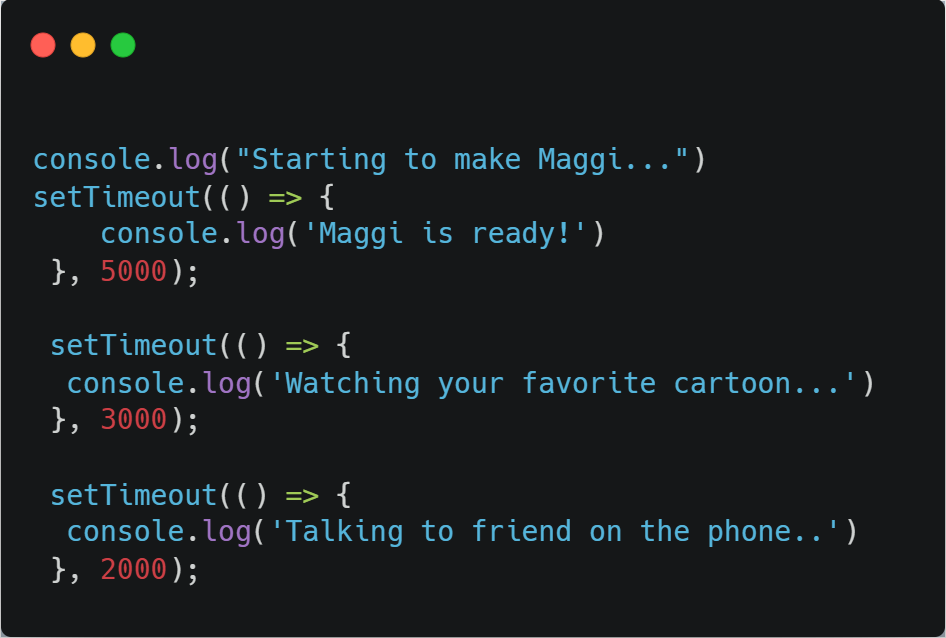 console.log("Starting to make Maggi...")
setTimeout(() => {
    console.log('Maggi is ready!')
 }, 5000);

 setTimeout(() => {
  console.log('Watching your favorite cartoon...')
 }, 3000);

 setTimeout(() => {
  console.log('Talking to friend on the phone..')
 }, 2000);